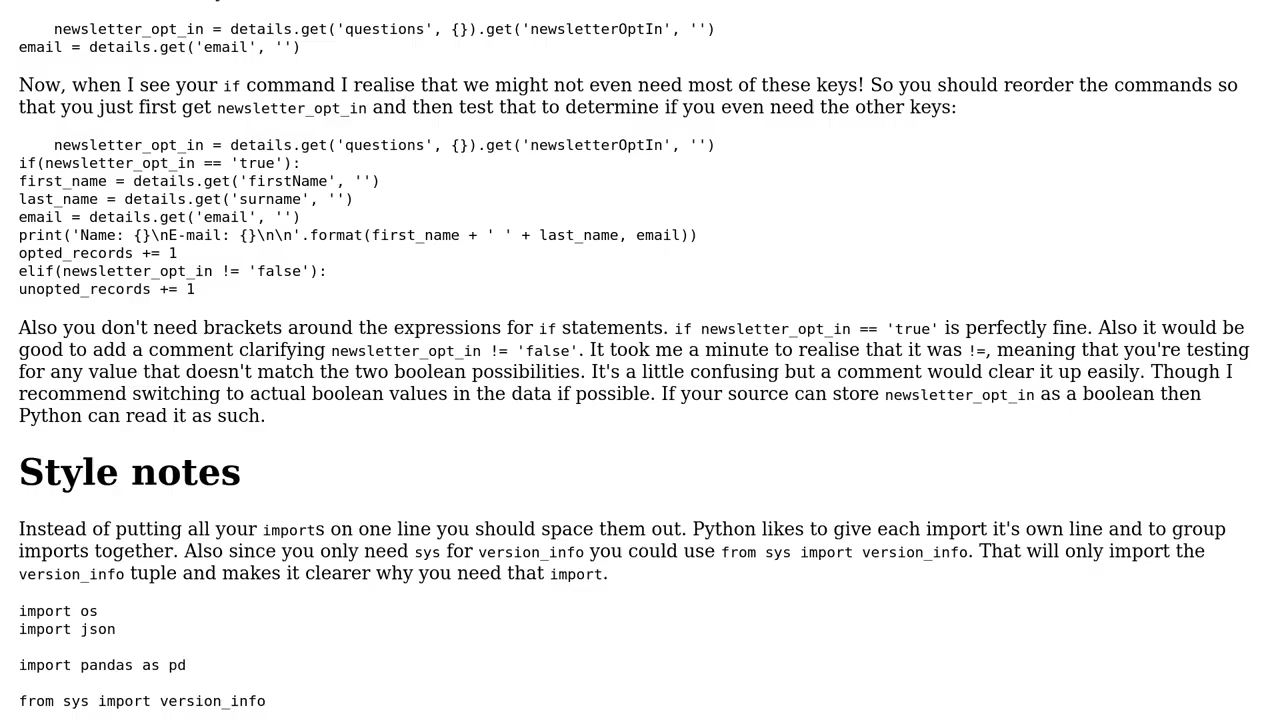 newsletter_opt_in = details.get('questions', {}).get('newsletterOptIn', '')
email = details.get('email', '')
Now, when I see your if command I realise that we might not even need most of these keys! So you should reorder the commands so
that you just first get newsletter_opt_in and then test that to determine if you even need the other keys:
newsletter_opt_in = details.get('questions', {}).get('newsletterOptIn', '')
if(newsletter_opt_in == 'true'):
first_name = details.get('firstName', '')
last_name = details.get('surname', '')
email = details.get('email', '')
print('Name: {}\nE-mail: {}\n\n'.format(first_name + ' ' + last_name, email))
opted_records += 1
elif(newsletter_opt_in != 'false'):
unopted_records += 1
Also you don't need brackets around the expressions for if statements. if newsletter_opt_in == 'true' is perfectly fine. Also it would be
good to add a comment clarifying newsletter_opt_in != 'false'. It took me a minute to realise that it was !=, meaning that you're testing
for any value that doesn't match the two boolean possibilities. It's a little confusing but a comment would clear it up easily. Though I
recommend switching to actual boolean values in the data if possible. If your source can store newsletter_opt_in as a boolean then
Python can read it as such.
Style notes
Instead of putting all your imports on one line you should space them out. Python likes to give each import it's own line and to group
imports together. Also since you only need sys for version_info you could use from sys import version_info. That will only import the
version_info tuple and makes it clearer why you need that import.
import os
import json
import pandas as pd
from sys import version_info